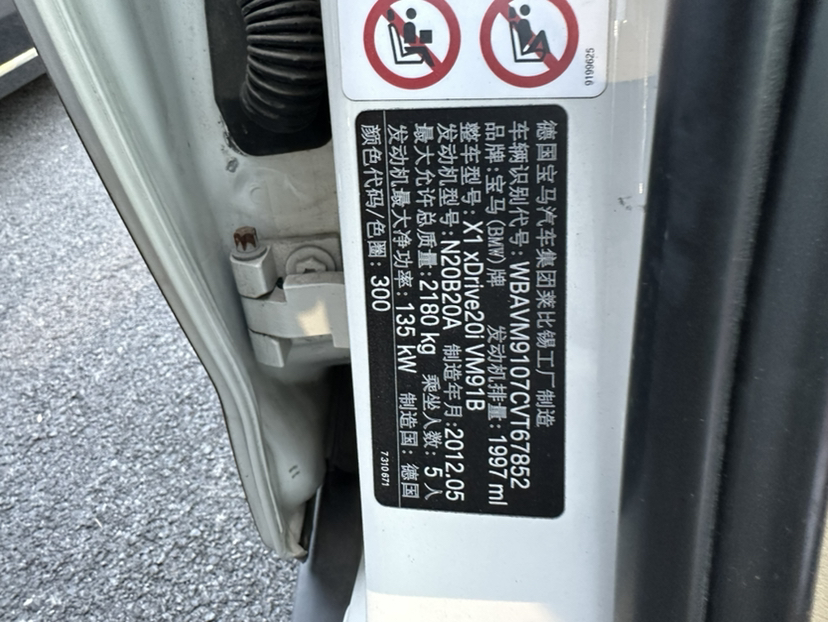 9199625
德国宝马汽车集团莱比锡工厂制造
车辆识别代号: WBAVM9107CVT67852
品牌: 宝马(BMW)牌 发动机排量: 1997 ml
整车型号: X1 xDrive20i VM91B
发动机型号: N20B20A 制造年月: 2012.05
最大允许总质量: 2180 kg 乘坐人数: 5 人
发动机最大净功率: 135 kW 制造国: 德国
颜色代码/色圈: 300
7 310 671